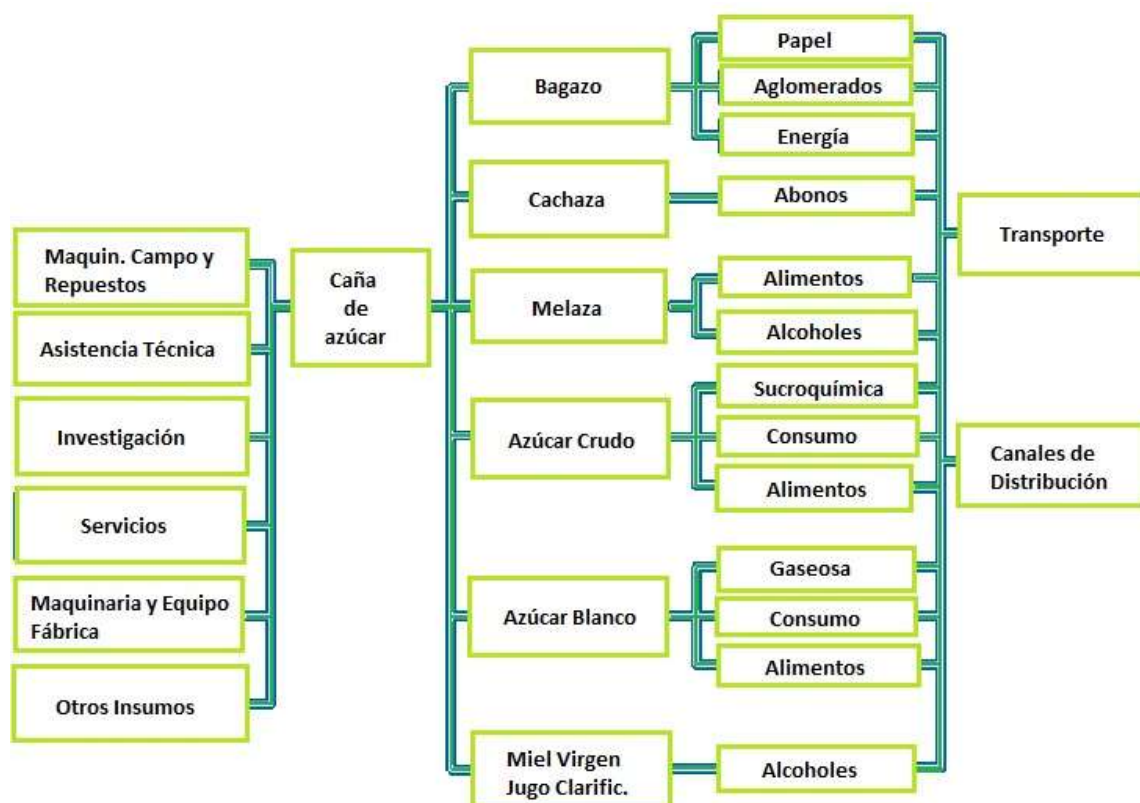 Maquin. Campo y
Repuestos
Asistencia Técnica
Investigación
Servicios
Maquinaria y Equipo
Fábrica
Otros Insumos
Caña
de
azúcar
Bagazo
Cachaza
Melaza
Azúcar Crudo
Azúcar Blanco
Miel Virgen
Jugo Clarific.
Papel
Aglomerados
Energía
Abonos
Alimentos
Alcoholes
Sucroquímica
Consumo
Alimentos
Gaseosa
Consumo
Alimentos
Alcoholes
Transporte
Canales de
Distribución